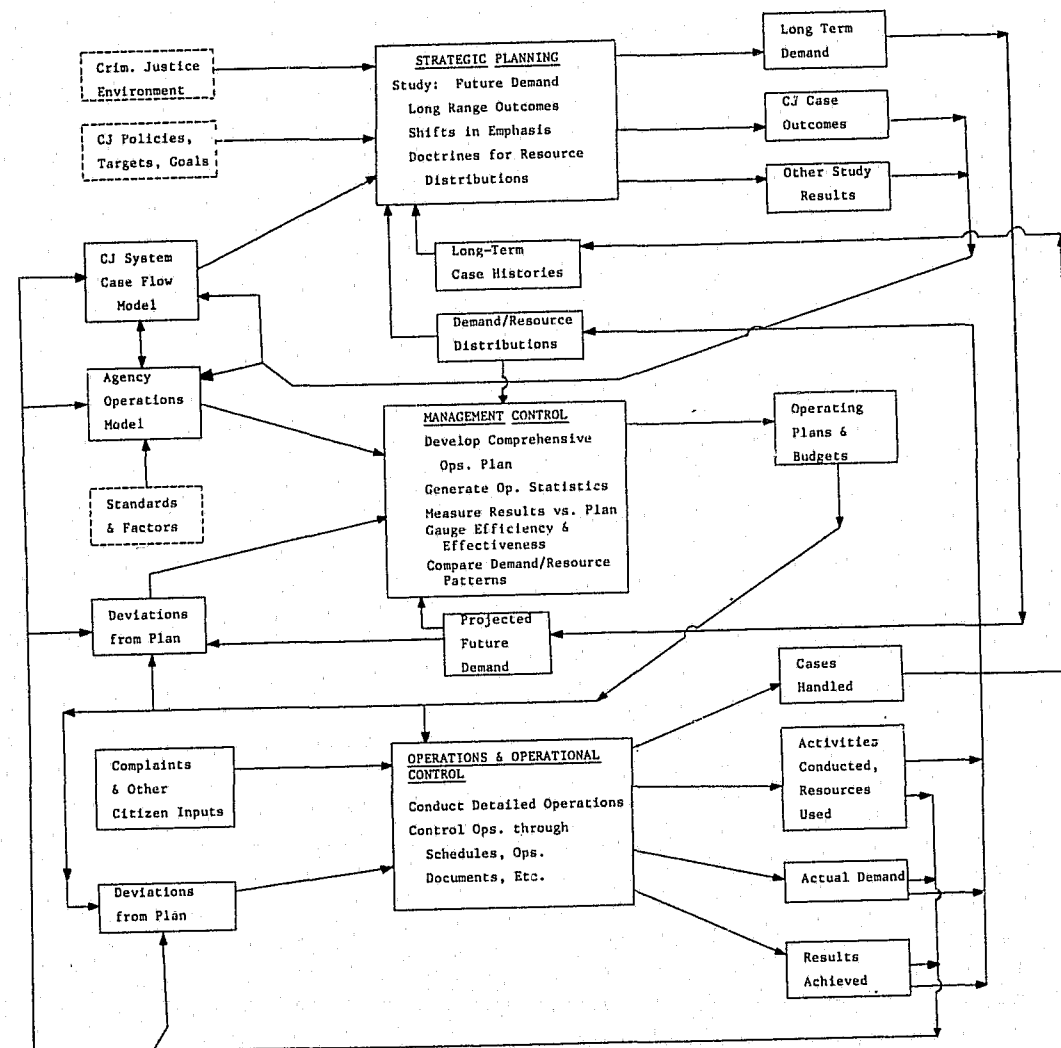 Crim. Justice
Environment
CJ Policies,
Targets, Goals
STRATEGIC PLANNING
Study: Future Demand
Long Range Outcomes
Shifts in Emphasis
Doctrines for Resource
Distributions
Long Term
Demand
CJ Case
Outcomes
Other Study
Results
CJ System
Case Flow
Model
Long-Term
Case Histories
Demand/Resource
Distributions
Agency
Operations
Model
Standards
& Factors
MANAGEMENT CONTROL
Develop Comprehensive
Ops. Plan
Generate Op. Statistics
Measure Results vs. Plan
Gauge Efficiency &
Effectiveness
Compare Demand/Resource
Patterns
Operating
Plans &
Budgets
Deviations
from Plan
Projected
Future
Demand
Cases
Handled
Complaints
& Other
Citizen Inputs
OPERATIONS & OPERATIONAL
CONTROL
Conduct Detailed Operations
Control Ops. through
Schedules, Ops.
Documents, Etc.
Activities
Conducted,
Resources
Used
Deviations
from Plan
Actual Demand
Results
Achieved